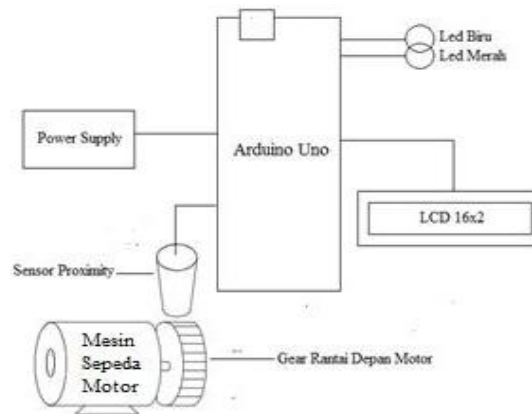 Led Biru
Led Merah
Power Supply
Arduino Uno
LCD 16x2
Sensor Proximity
Mesin
Sepeda
Motor
Gear Rantai Depan Motor